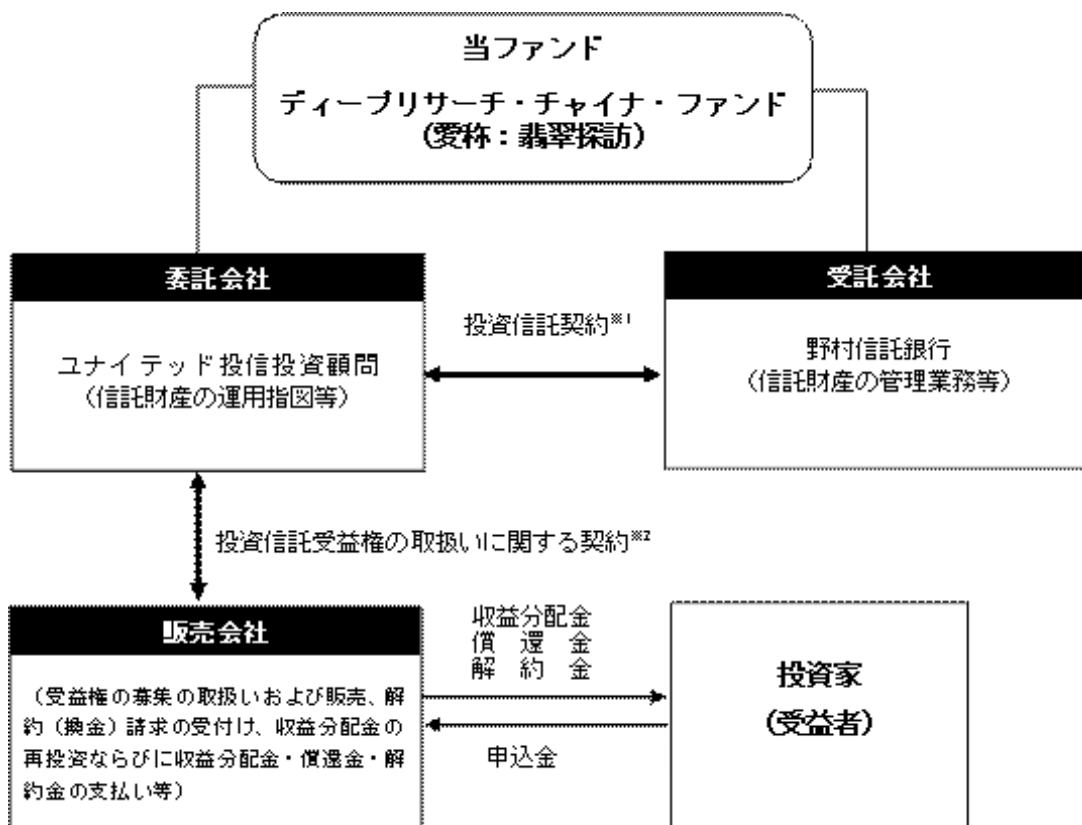 当ファンド
ディープリサーチ・チャイナ・ファンド
（愛称：翡翠探訪）
委託会社
受託会社
ユナイテッド投信投資顧問
（信託財産の運用指図等）
投資信託契約※1
野村信託銀行
（信託財産の管理業務等）
投資信託受益権の取扱いに関する契約※2
販売会社
（受益権の募集の取扱いおよび販売、解
約（換金）請求の受付け、収益分配金の
再投資ならびに収益分配金・償還金・解
約金の支払い等）
収益分配金
償　還　金
解　約　金
申込金
投資家
（受益者）